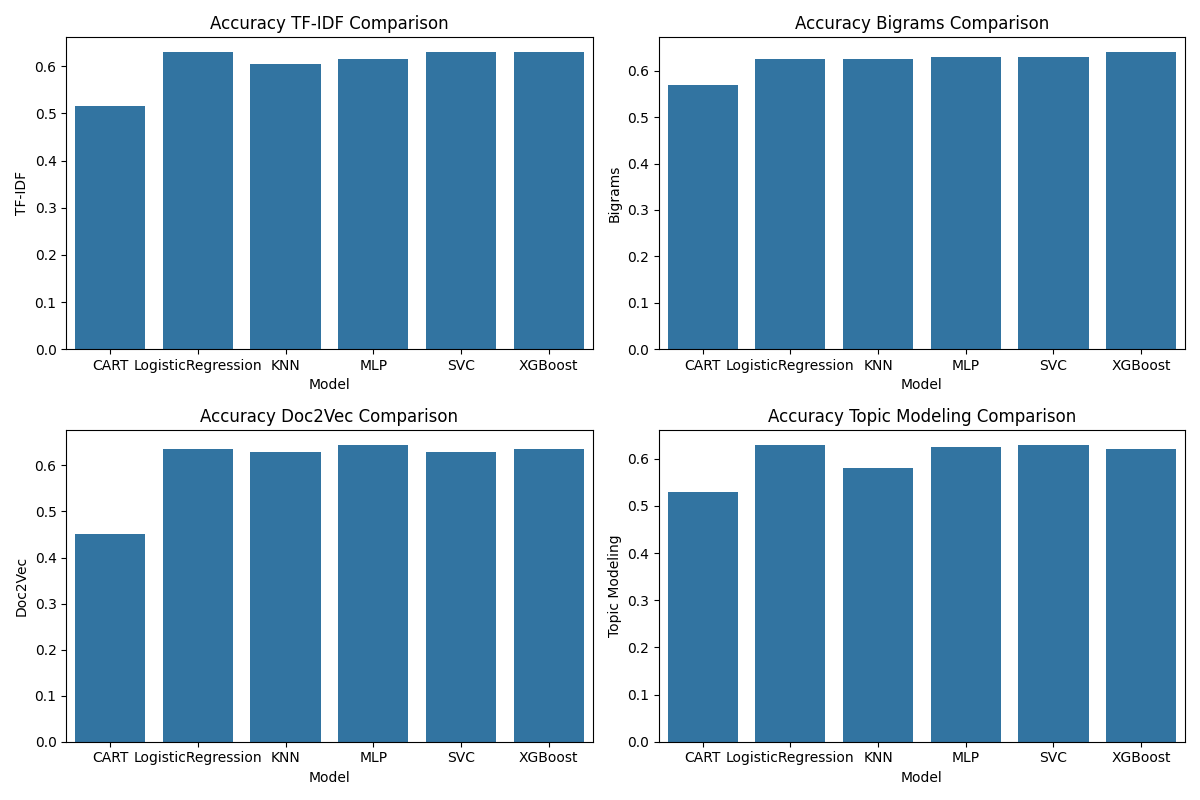 Accuracy TF-IDF Comparison
TF-IDF
0.6
0.5
0.4
0.3
0.2
0.1
0.0
CART LogisticRegression KNN MLP SVC XGBoost
Model
Accuracy Bigrams Comparison
Bigrams
0.6
0.5
0.4
0.3
0.2
0.1
0.0
CART LogisticRegression KNN MLP SVC XGBoost
Model
Accuracy Doc2Vec Comparison
Doc2Vec
0.6
0.5
0.4
0.3
0.2
0.1
0.0
CART LogisticRegression KNN MLP SVC XGBoost
Model
Accuracy Topic Modeling Comparison
Topic Modeling
0.6
0.5
0.4
0.3
0.2
0.1
0.0
CART LogisticRegression KNN MLP SVC XGBoost
Model